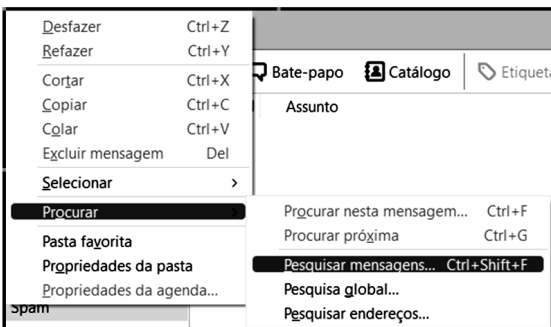 Desfazer Ctrl+Z
Refazer Ctrl+Y
Cortar Ctrl+X
Copiar Ctrl+C
Colar Ctrl+V
Excluir mensagem Del
Selecionar
Procurar
Pasta favorita
Propriedades da pasta
Propriedades da agenda...
Spam
Bate-papo Catálogo Etiqueta
Assunto
Procurar nesta mensagem... Ctrl+F
Procurar próxima Ctrl+G
Pesquisar mensagens... Ctrl+Shift+F
Pesquisa global...
Pesquisar endereços...